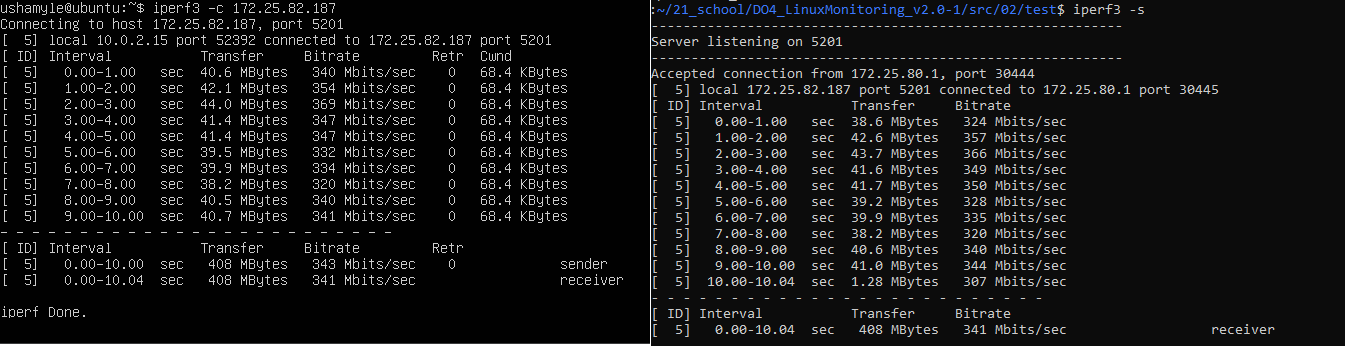 ushamyle@ubuntu:~$ iperf3 -c 172.25.82.187
Connecting to host 172.25.82.187, port 5201
[  5] local 10.0.2.15 port 52392 connected to 172.25.82.187 port 5201
[ ID] Interval           Transfer     Bitrate         Retr  Cwnd
[  5]   0.00-1.00   sec  40.6 MBytes   340 Mbits/sec    0   68.4 KBytes
[  5]   1.00-2.00   sec  42.1 MBytes   354 Mbits/sec    0   68.4 KBytes
[  5]   2.00-3.00   sec  44.0 MBytes   369 Mbits/sec    0   68.4 KBytes
[  5]   3.00-4.00   sec  41.4 MBytes   347 Mbits/sec    0   68.4 KBytes
[  5]   4.00-5.00   sec  41.4 MBytes   347 Mbits/sec    0   68.4 KBytes
[  5]   5.00-6.00   sec  39.5 MBytes   332 Mbits/sec    0   68.4 KBytes
[  5]   6.00-7.00   sec  39.9 MBytes   334 Mbits/sec    0   68.4 KBytes
[  5]   7.00-8.00   sec  38.2 MBytes   320 Mbits/sec    0   68.4 KBytes
[  5]   8.00-9.00   sec  40.5 MBytes   340 Mbits/sec    0   68.4 KBytes
[  5]   9.00-10.00  sec  40.7 MBytes   341 Mbits/sec    0   68.4 KBytes
- - - - - - - - - - - - - - - - - - - - - - - - -
[ ID] Interval           Transfer     Bitrate         Retr
[  5]   0.00-10.00  sec   408 MBytes   343 Mbits/sec    0             sender
[  5]   0.00-10.04  sec   408 MBytes   341 Mbits/sec                  receiver
iperf Done.
:~/21_school/DO4_LinuxMonitoring_v2.0-1/src/02/test$ iperf3 -s
-----------------------------------------------------------
Server listening on 5201
-----------------------------------------------------------
Accepted connection from 172.25.80.1, port 30444
[  5] local 172.25.82.187 port 5201 connected to 172.25.80.1 port 30445
[ ID] Interval           Transfer     Bitrate
[  5]   0.00-1.00   sec  38.6 MBytes   324 Mbits/sec
[  5]   1.00-2.00   sec  42.6 MBytes   357 Mbits/sec
[  5]   2.00-3.00   sec  43.7 MBytes   366 Mbits/sec
[  5]   3.00-4.00   sec  41.6 MBytes   349 Mbits/sec
[  5]   4.00-5.00   sec  41.7 MBytes   350 Mbits/sec
[  5]   5.00-6.00   sec  39.2 MBytes   328 Mbits/sec
[  5]   6.00-7.00   sec  39.9 MBytes   335 Mbits/sec
[  5]   7.00-8.00   sec  38.2 MBytes   320 Mbits/sec
[  5]   8.00-9.00   sec  40.6 MBytes   340 Mbits/sec
[  5]   9.00-10.00  sec  41.0 MBytes   344 Mbits/sec
[  5]  10.00-10.04  sec  1.28 MBytes   307 Mbits/sec
- - - - - - - - - - - - - - - - - - - - - - - - -
[ ID] Interval           Transfer     Bitrate
[  5]   0.00-10.04  sec   408 MBytes   341 Mbits/sec                  receiver